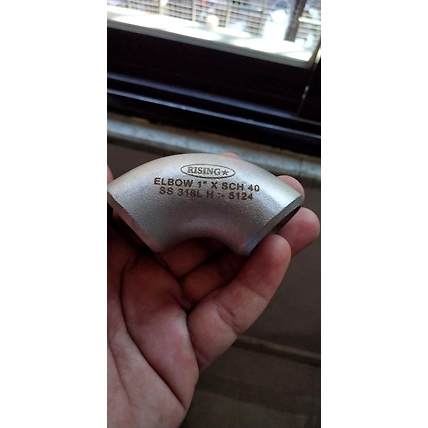 RISING★
ELBOW 1" X SCH 40
SS 316L H :- 5124